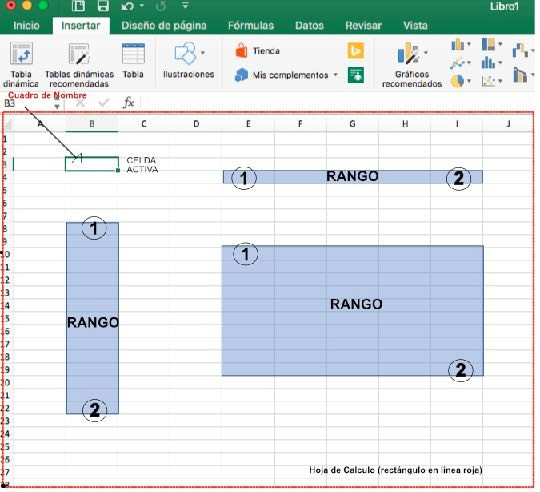 Libro1
Inicio Insertar Diseño de página Fórmulas Datos Revisar Vista
Tabla dinámica Tablas dinámicas recomendadas Tabla Ilustraciones Tienda Mis complementos Gráficos recomendados
Cuadro de Nombre
B3 fx
A B C D E F G H I J
1
2
3 CELDA
ACTIVA
4 1 RANGO 2
5
6
7
8 1
9
10 1
11
12
13
14 RANGO
15 RANGO
16
17
18
19 2
20
21
22 2
23
24
25
26
27 Hoja de Calculo (rectángulo en linea roja)
28